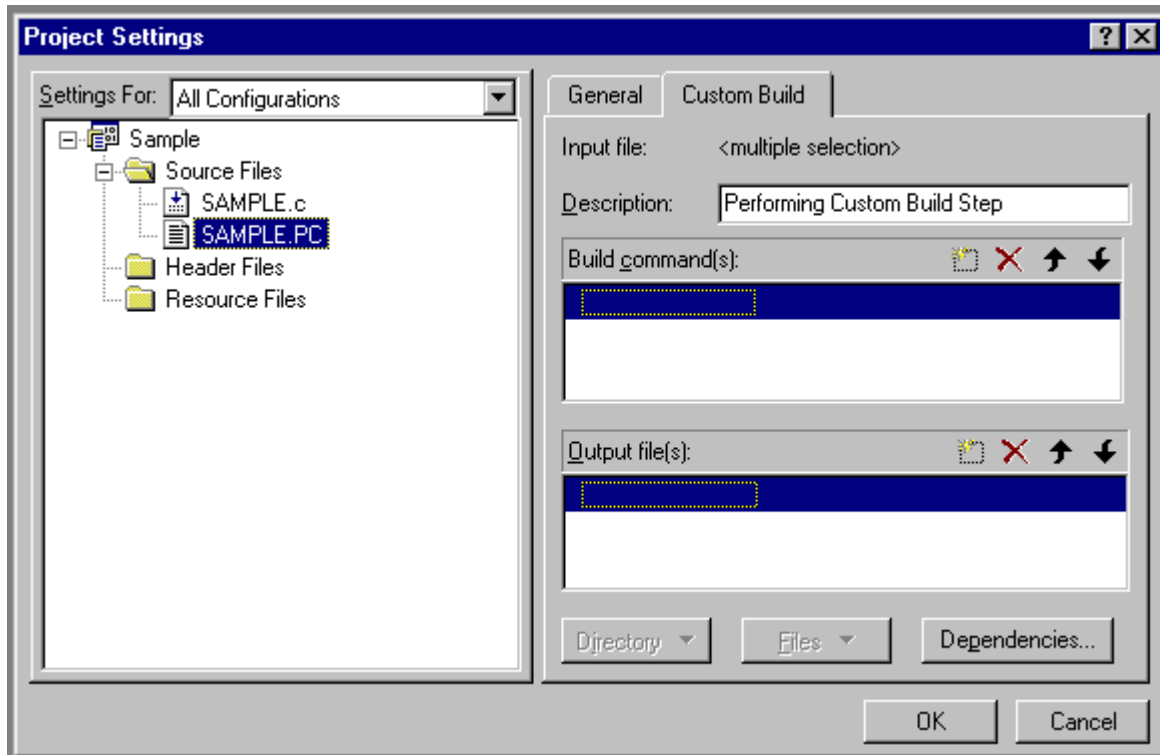 Project Settings
Settings For: All Configurations
Sample
Source Files
SAMPLE.c
SAMPLE.PC
Header Files
Resource Files
General Custom Build
Input file: <multiple selection>
Description: Performing Custom Build Step
Build command(s):
Output file(s):
Directory Files Dependencies...
OK Cancel